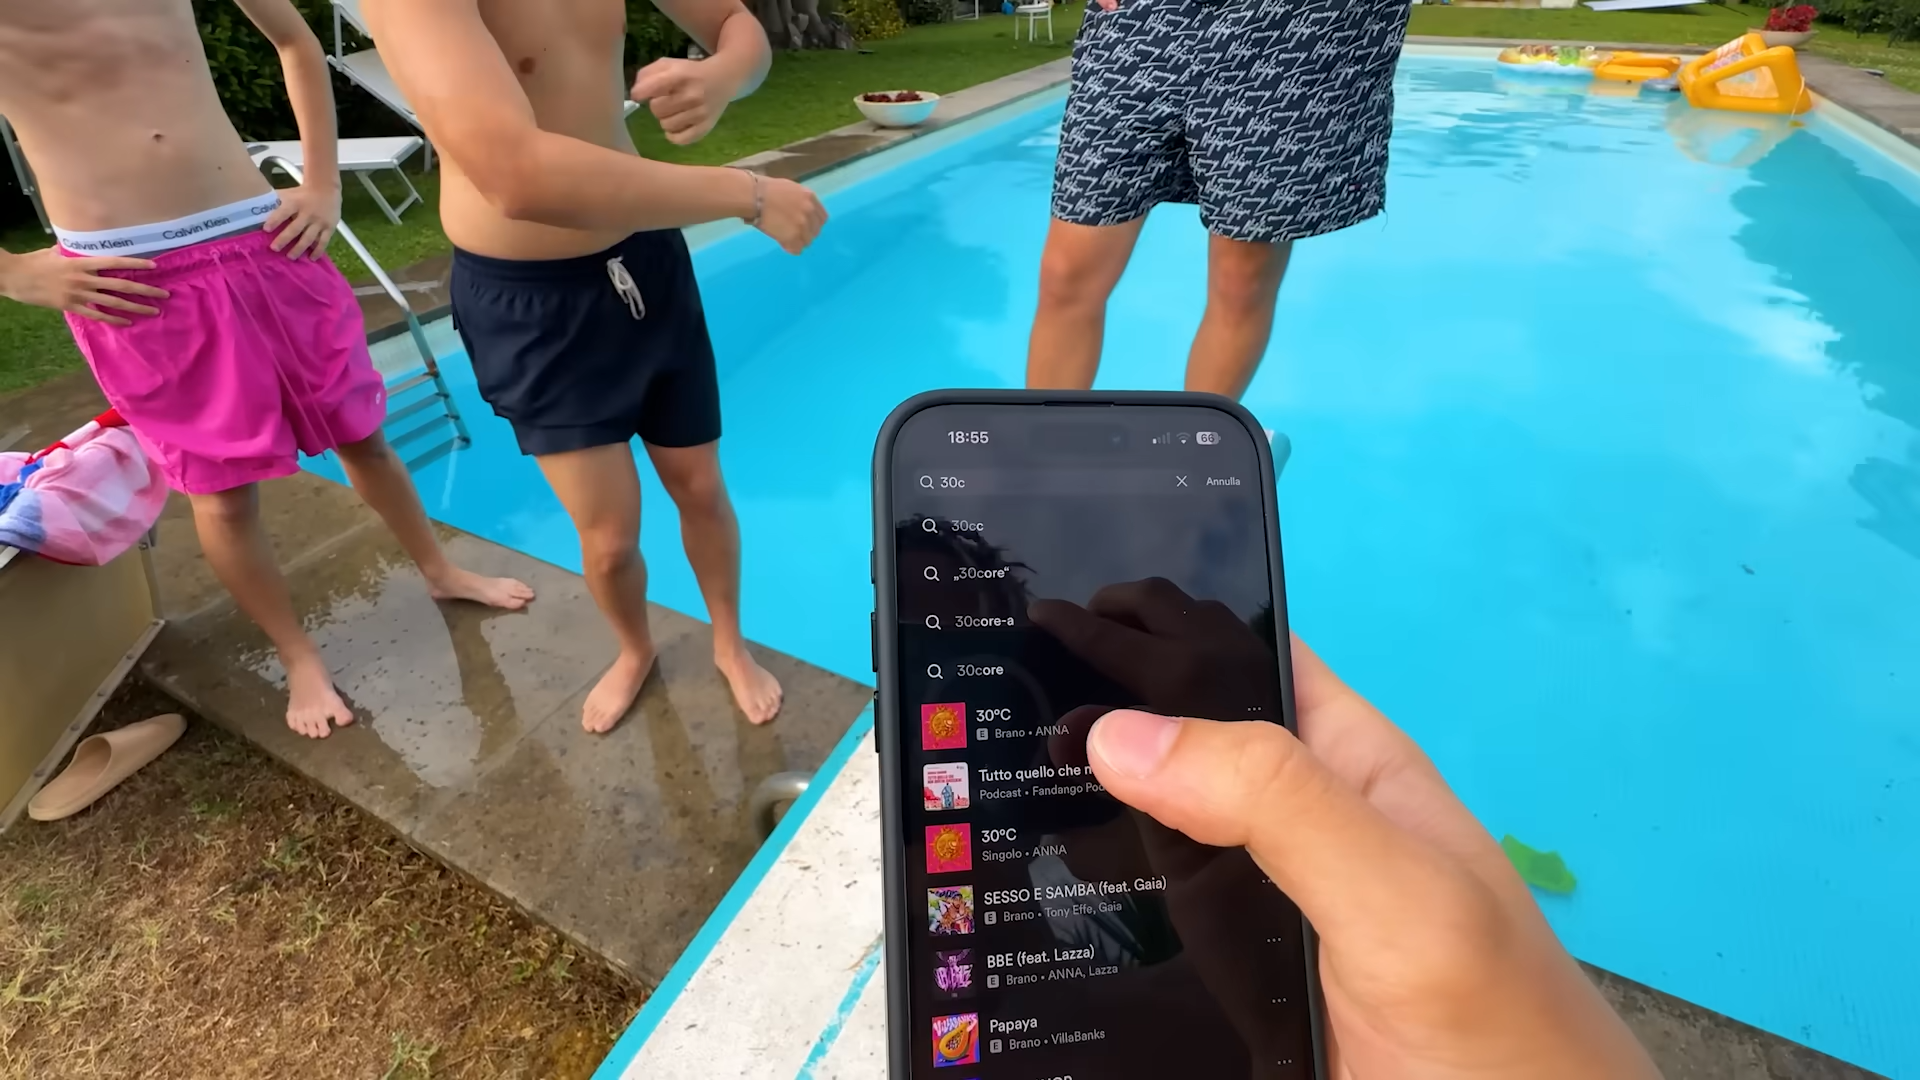 Calvin Klein Calvin Klein
18:55
66
30c
Annulla
30cc
„30core“
30core-a
30core
30°C
E Brano • ANNA
Tutto quello che
Podcast • Fandango
30°C
Singolo • ANNA
SESSO E SAMBA (feat. Gaia)
E Brano • Tony Effe, Gaia
BBE (feat. Lazza)
E Brano • ANNA, Lazza
Papaya
E Brano • VillaBanks